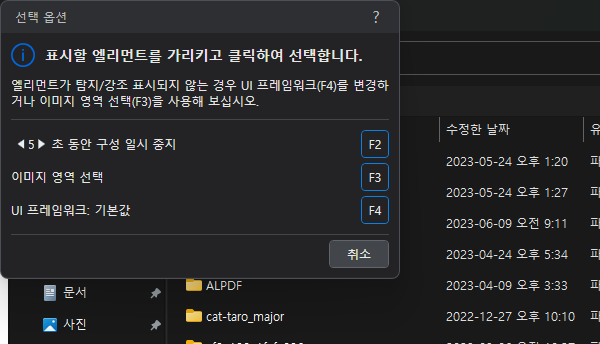 선택 옵션
?
표시할 엘리먼트를 가리키고 클릭하여 선택합니다.
엘리먼트가 탐지/강조 표시되지 않는 경우 UI 프레임워크(F4)를 변경하
거나 이미지 영역 선택(F3)을 사용해 보십시오.
◀ 5 ▶ 초 동안 구성 일시 중지 F2
이미지 영역 선택 F3
UI 프레임워크: 기본값 F4
취소
수정한 날짜
2023-05-24 오후 1:20
2023-05-24 오후 1:27
2023-06-09 오전 9:11
2023-04-24 오후 5:34
문서 ALPDF 2023-04-09 오후 3:33
사진 cat-taro_major 2022-12-27 오후 10:10